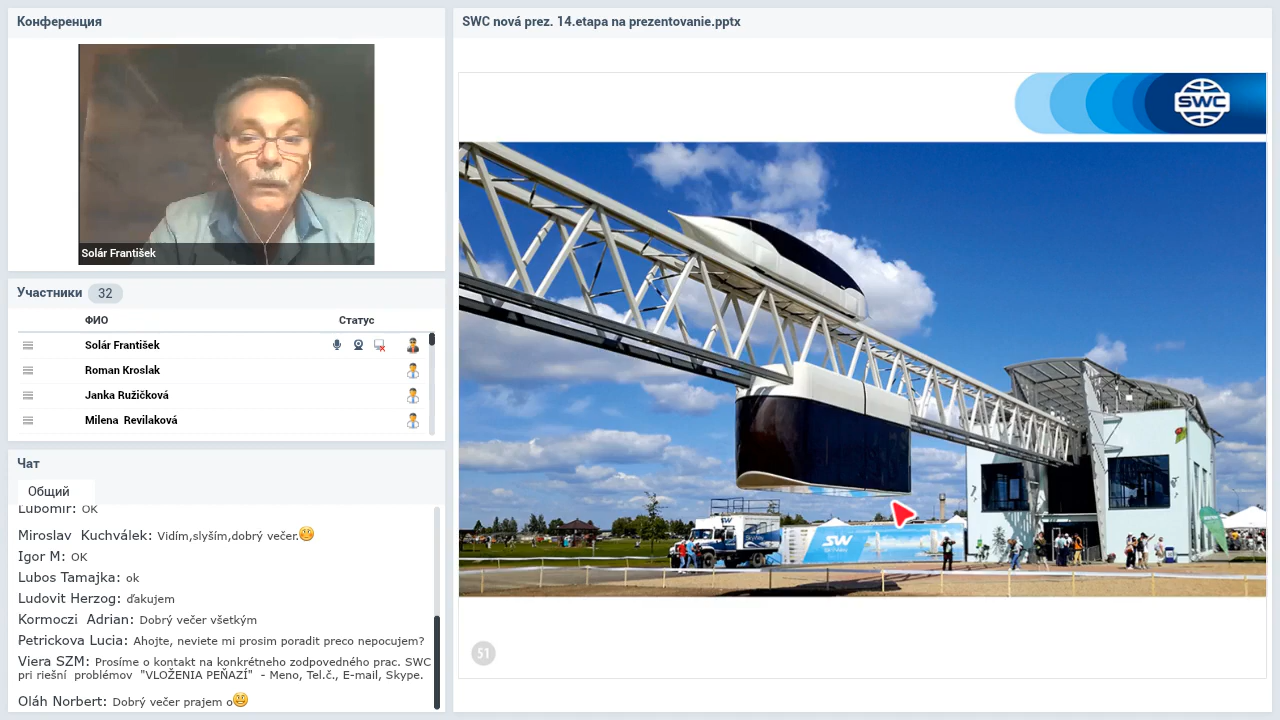 Конференция
Solár František
Участники 32
ФИО Статус
Solár František
Roman Kroslak
Janka Ružičková
Milena Revilaková
Чат
Общий
Lubomir: OK
Miroslav Kuchválek: vidím,slyším,dobrý večer.
Igor M: OK
Lubos Tamajka: ok
Ludovit Herzog: ďakujem
Kormoczi Adrian: Dobrý večer všetkým
Petrickova Lucia: Ahojte, neviete mi prosim poradit preco nepocujem?
Viera SZM: Prosíme o kontakt na konkrétneho zodpovedného prac. SWC
pri riešní problémov "VLOŽENIA PEŇAZÍ" - Meno, Tel.č., E-mail, Skype.
Oláh Norbert: Dobrý večer prajem o
SWC nová prez. 14.etapa na prezentovanie.pptx
SWC
SW
SW
51